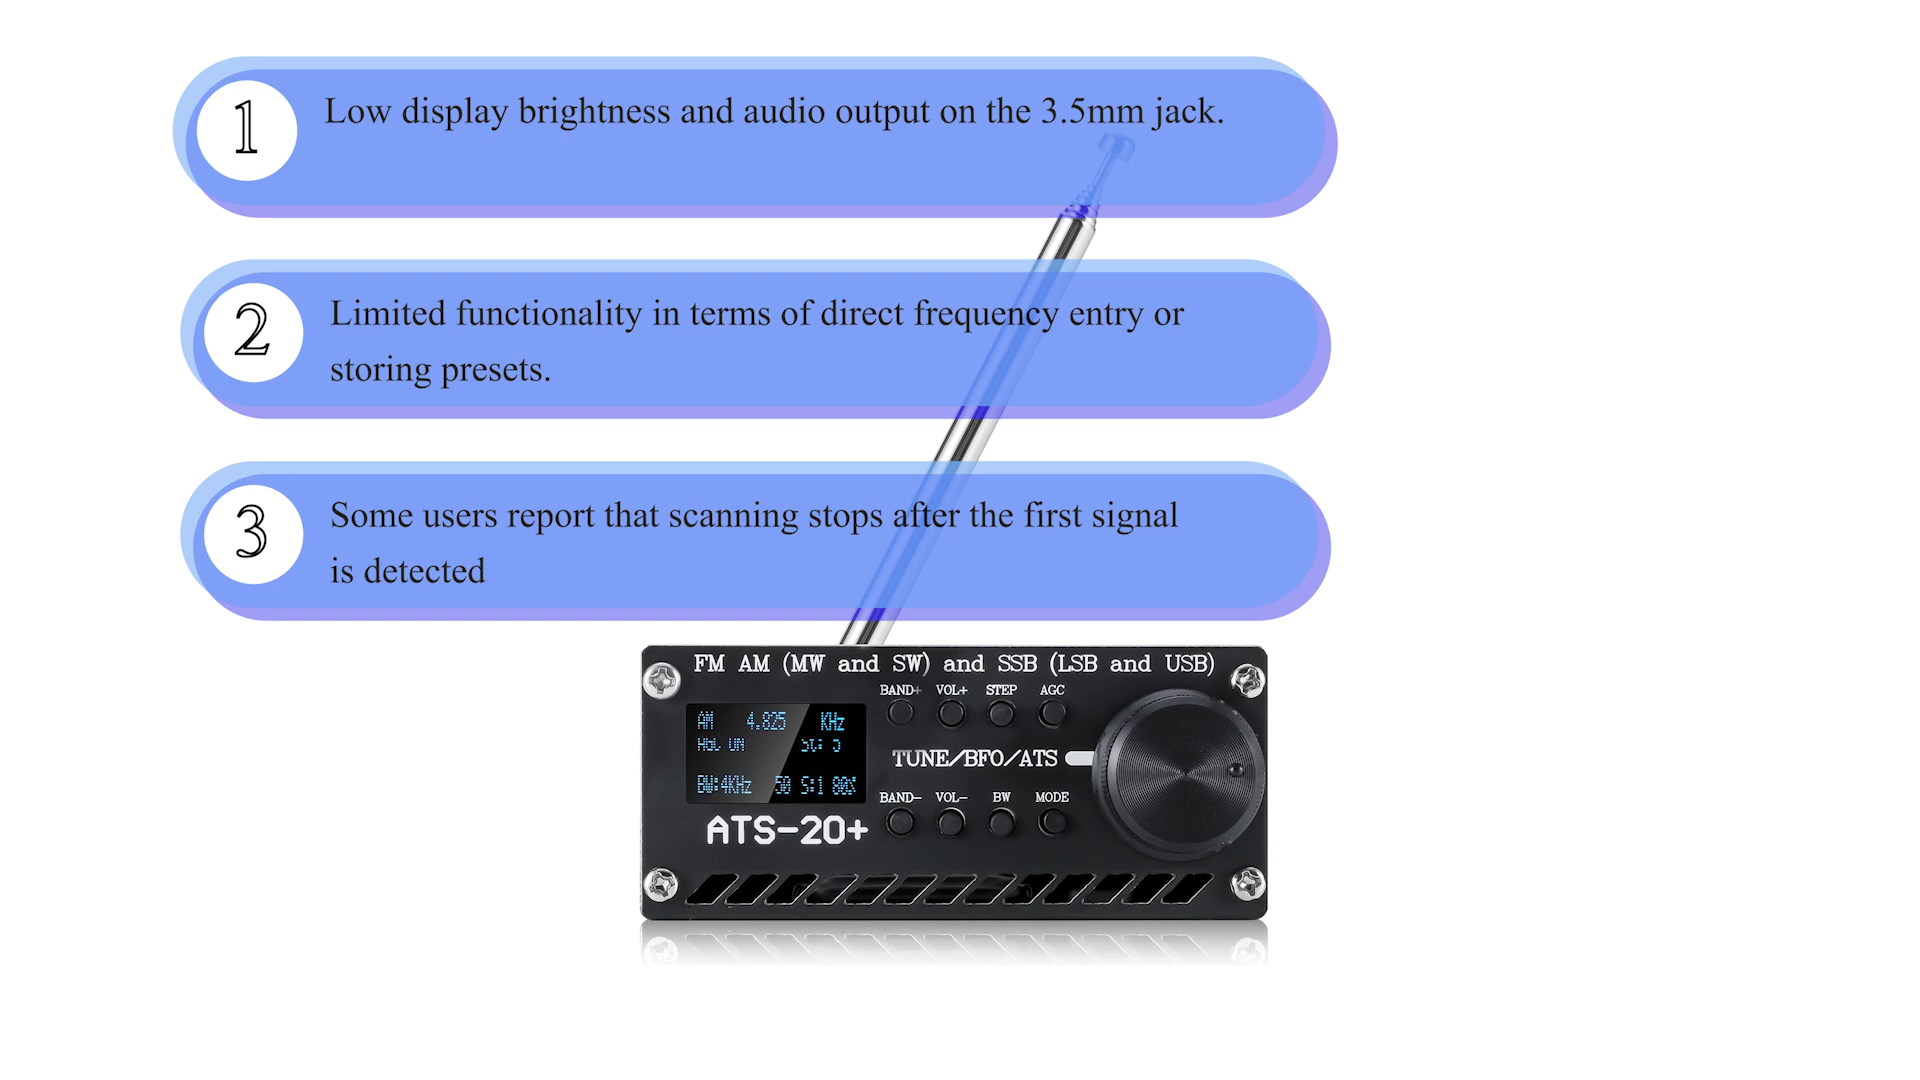 1
Low display brightness and audio output on the 3.5mm jack.
2
Limited functionality in terms of direct frequency entry or
storing presets.
3
Some users report that scanning stops after the first signal
is detected
FM AM (MW and SW) and SSB (LSB and USB)
BAND+ VOL+ STEP AGC
AM 4.825 KHz
TUNE/BFO/ATS
BW:4KHz 50 S:1 80%
BAND- VOL- BW MODE
ATS-20+